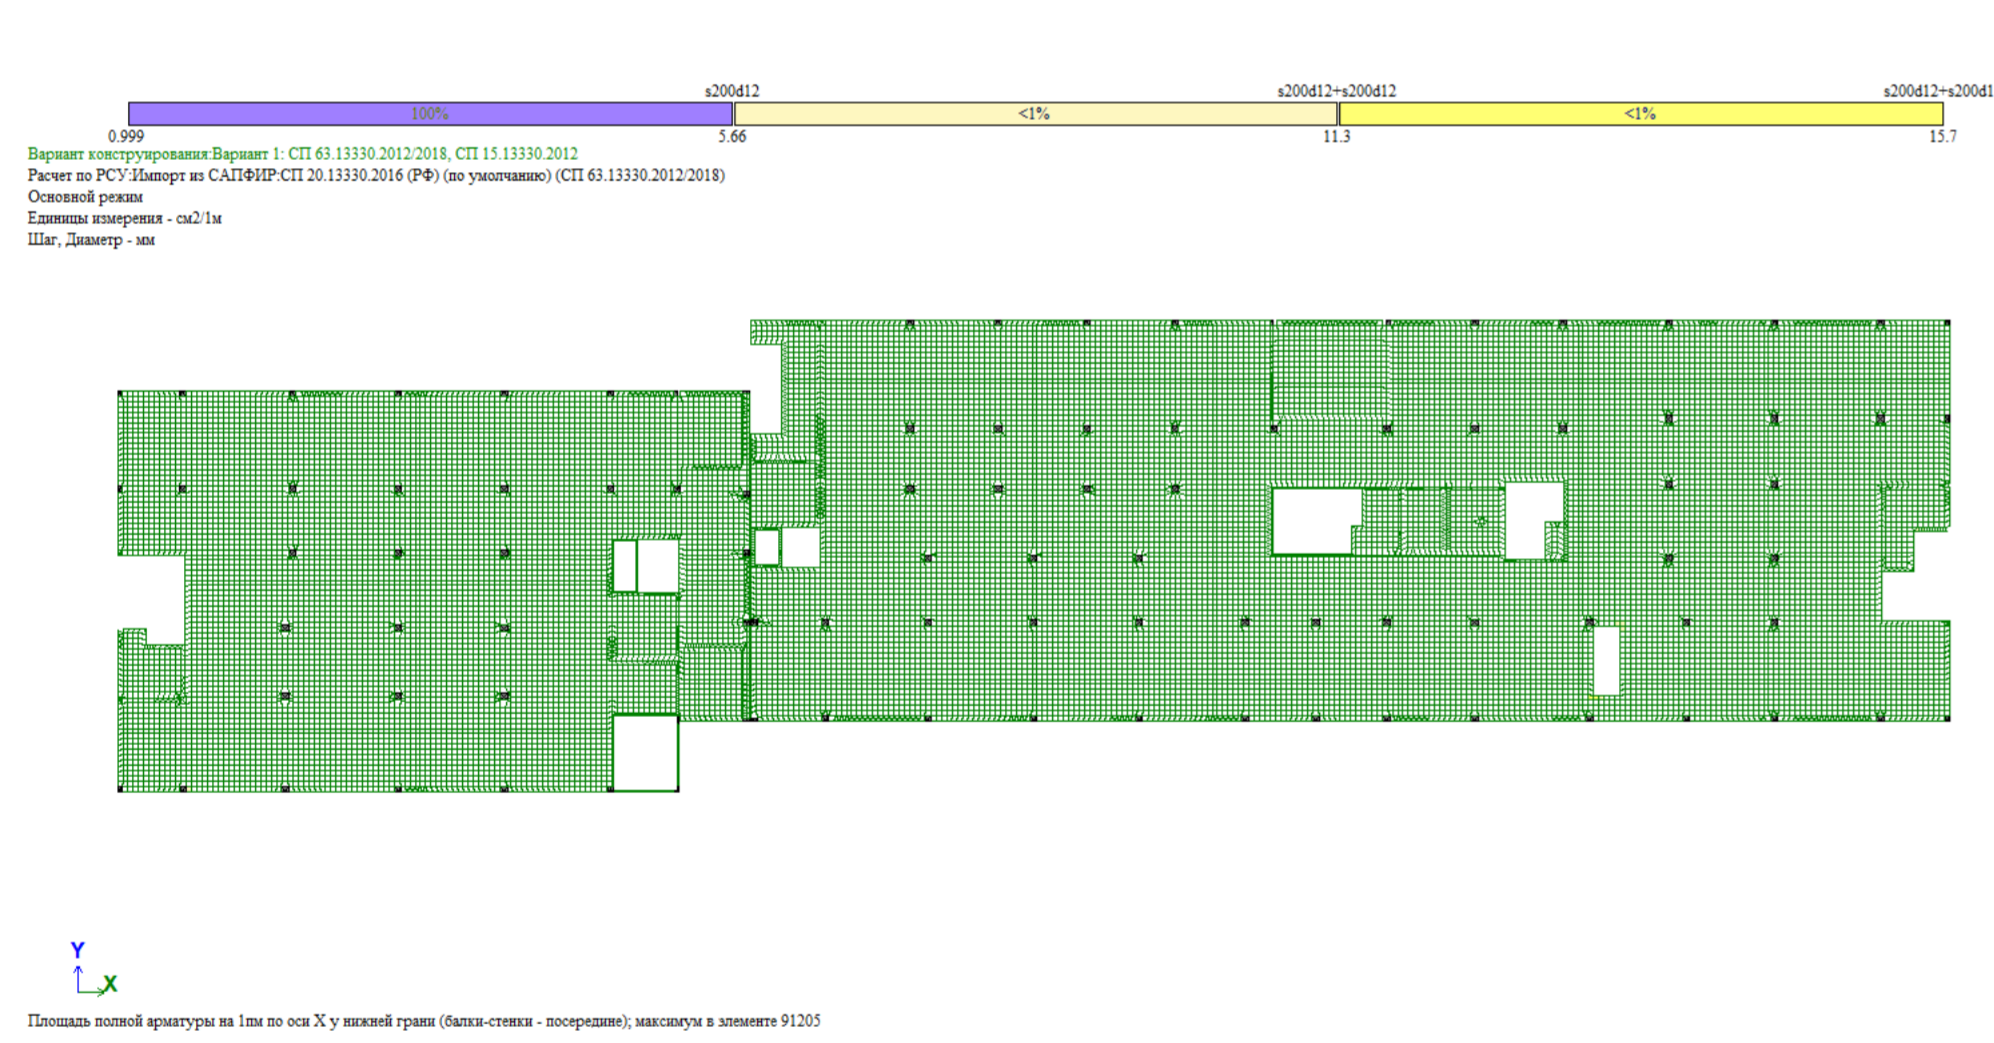 s200d12 s200d12+s200d12 s200d12+s200d1
100% <1% <1%
0.999 5.66 11.3 15.7
Вариант конструирования:Вариант 1: СП 63.13330.2012/2018, СП 15.13330.2012
Расчет по РСУ:Импорт из САПФИР:СП 20.13330.2016 (РФ) (по умолчанию) (СП 63.13330.2012/2018)
Основной режим
Единицы измерения - см2/1м
Шаг, Диаметр - мм
Y
X
Площадь полной арматуры на 1пм по оси X у нижней грани (балки-стенки - посередине); максимум в элементе 91205